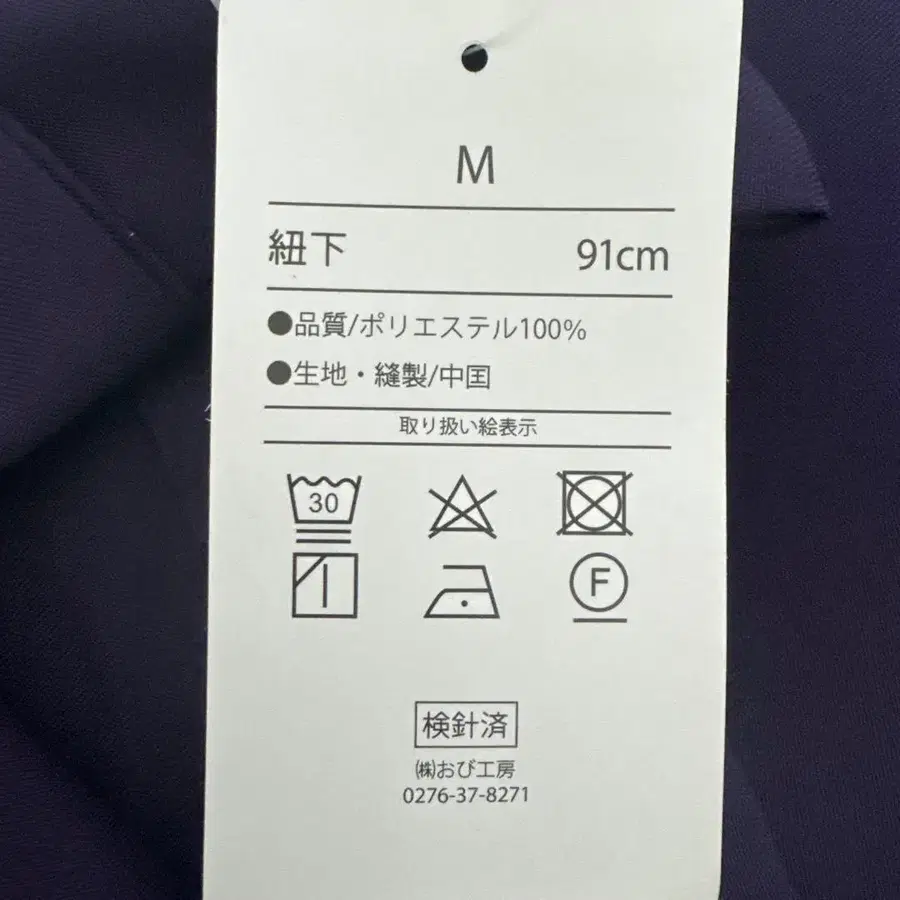 M
紐下 91cm
●品質/ポリエステル100%
●生地・縫製/中国
取り扱い絵表示
30
F
検針済
㈱おび工房
0276-37-8271